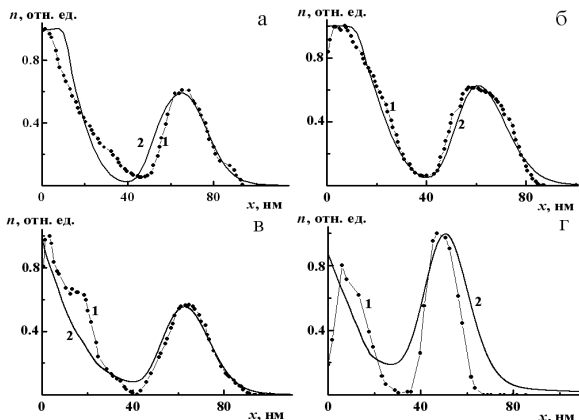 n, отн. ед.
а
0.8
0.4
2
1
0
40
80
x, нм
n, отн. ед.
б
0.8
0.4
1
2
0
40
80
x, нм
n, отн. ед.
в
0.8
0.4
1
2
0
40
80
x, нм
n, отн. ед.
г
0.8
0.4
1
2
0
40
80
x, нм